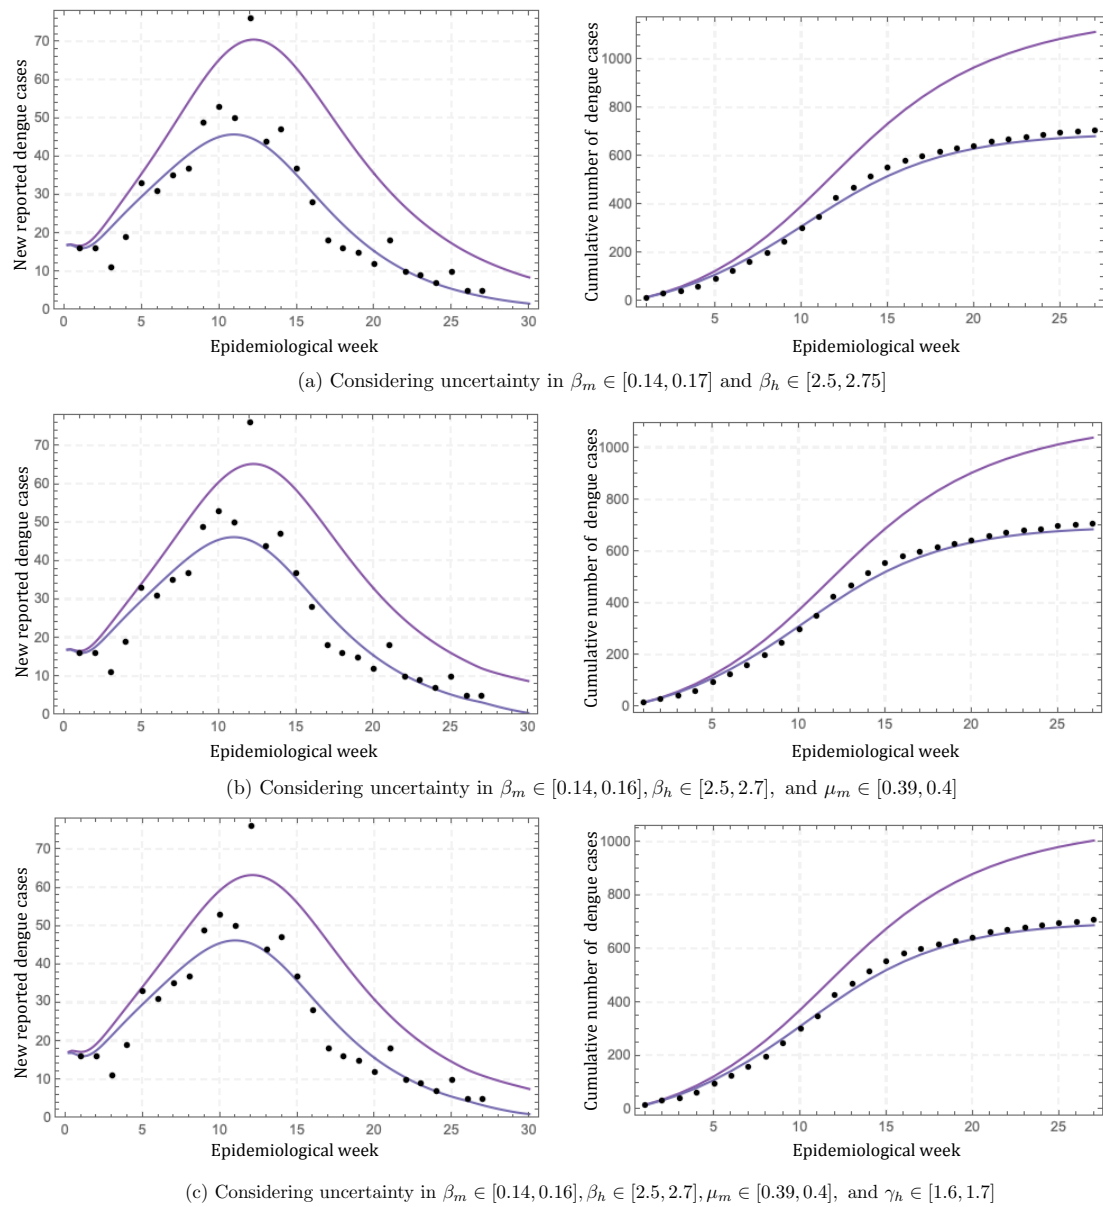 New reported dengue cases
70
60
50
40
30
20
10
0
0 5 10 15 20 25 30
Epidemiological week
Cumulative number of dengue cases
1000
800
600
400
200
0
5 10 15 20 25
Epidemiological week
(a) Considering uncertainty in βₘ ∈ [0.14, 0.17] and βₕ ∈ [2.5, 2.75]
New reported dengue cases
70
60
50
40
30
20
10
0
0 5 10 15 20 25 30
Epidemiological week
Cumulative number of dengue cases
1000
800
600
400
200
0
5 10 15 20 25
Epidemiological week
(b) Considering uncertainty in βₘ ∈ [0.14, 0.16], βₕ ∈ [2.5, 2.7], and μₘ ∈ [0.39, 0.4]
New reported dengue cases
70
60
50
40
30
20
10
0
0 5 10 15 20 25 30
Epidemiological week
Cumulative number of dengue cases
1000
800
600
400
200
0
5 10 15 20 25
Epidemiological week
(c) Considering uncertainty in βₘ ∈ [0.14, 0.16], βₕ ∈ [2.5, 2.7], μₘ ∈ [0.39, 0.4], and γₕ ∈ [1.6, 1.7]